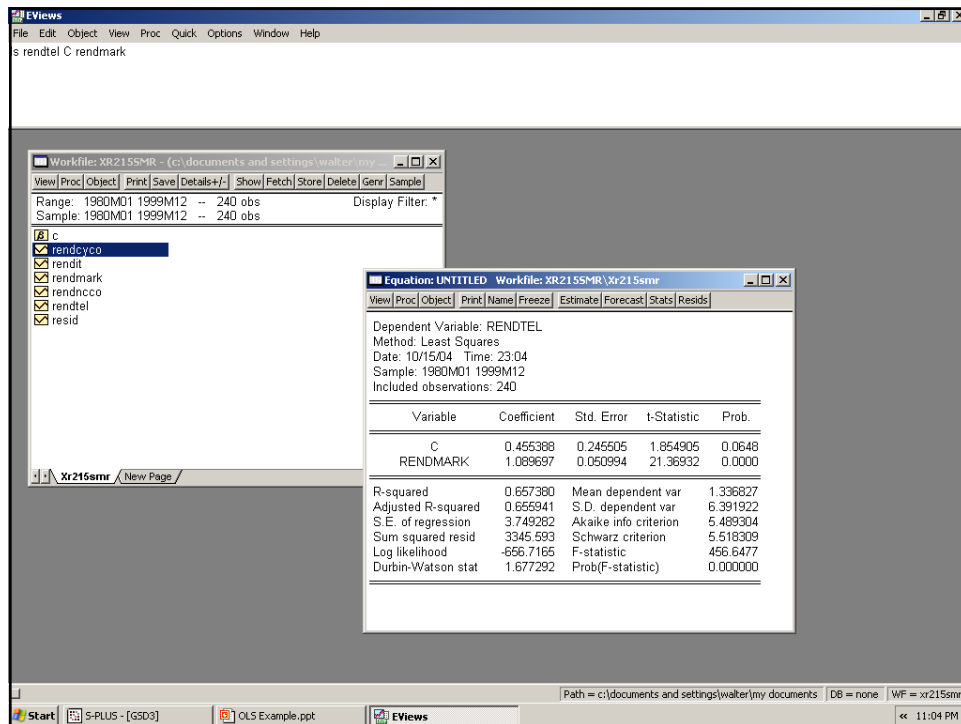 EViews
File Edit Object View Proc Quick Options Window Help
s rendtel C rendmark
Workfile: XR215SMR - (c:\documents and settings\walter\my ...
View Proc Object Print Save Details+/- Show Fetch Store Delete Genr Sample
Range: 1980M01 1999M12 -- 240 obs Display Filter: *
Sample: 1980M01 1999M12 -- 240 obs
β c
rendcyco
rendit
rendmark
rendncco
rendtel
resid
Xr215smr New Page
Equation: UNTITLED Workfile: XR215SMR\Xr215smr
View Proc Object Print Name Freeze Estimate Forecast Stats Resids
Dependent Variable: RENDTEL
Method: Least Squares
Date: 10/15/04 Time: 23:04
Sample: 1980M01 1999M12
Included observations: 240
Variable Coefficient Std. Error t-Statistic Prob.
C 0.455388 0.245505 1.854905 0.0648
RENDMARK 1.089697 0.050994 21.36932 0.0000
R-squared 0.657380 Mean dependent var 1.336827
Adjusted R-squared 0.655941 S.D. dependent var 6.391922
S.E. of regression 3.749282 Akaike info criterion 5.489304
Sum squared resid 3345.593 Schwarz criterion 5.518309
Log likelihood -656.7165 F-statistic 456.6477
Durbin-Watson stat 1.677292 Prob(F-statistic) 0.000000
Path = c:\documents and settings\walter\my documents DB = none WF = xr215smr
Start S-PLUS - [GSD3] OLS Example.ppt EViews « 11:04 PM